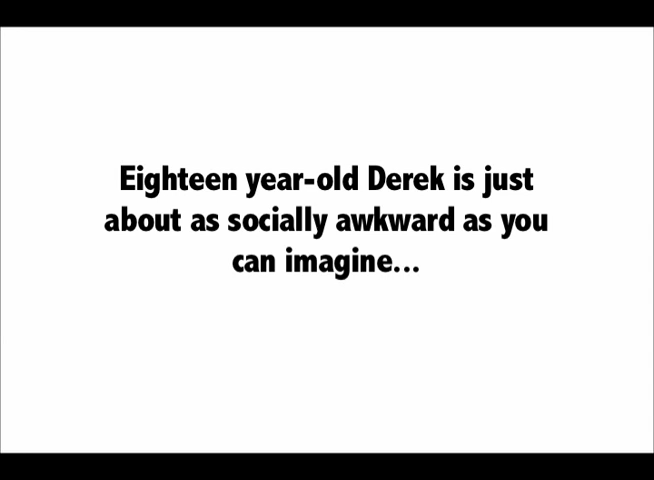 Eighteen year-old Derek is just
about as socially awkward as you
can imagine...